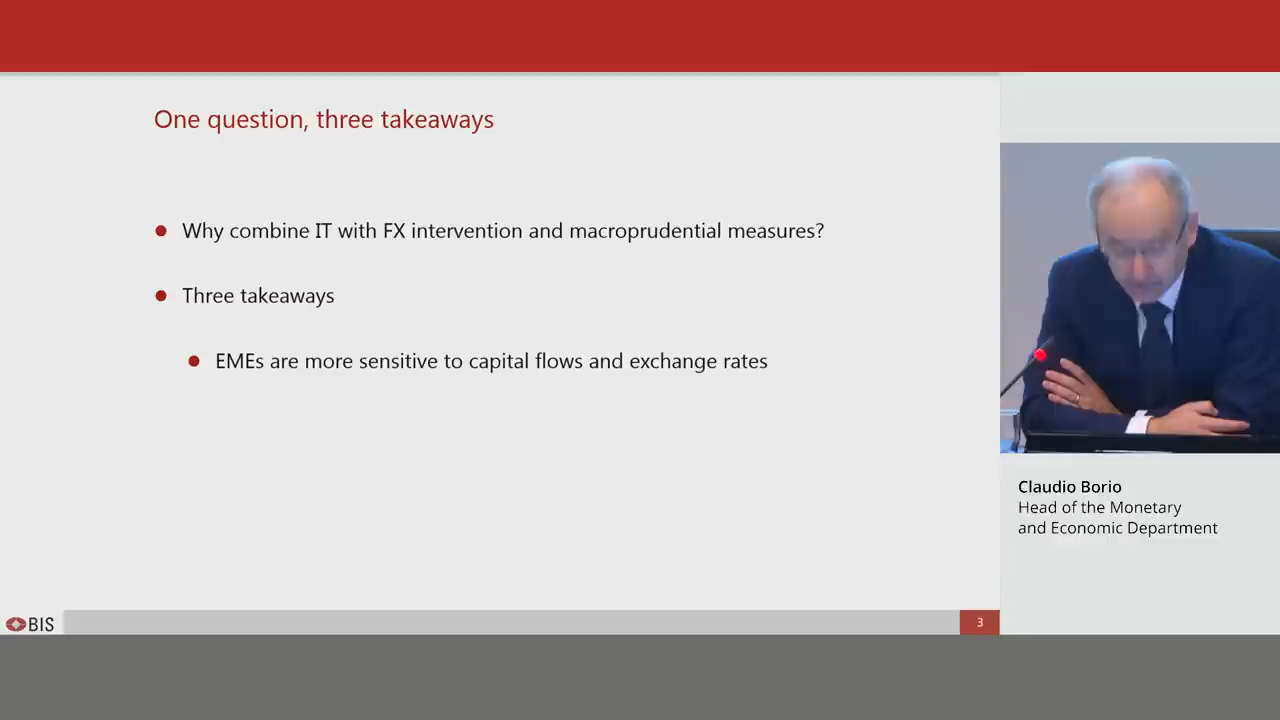 One question, three takeaways
Why combine IT with FX intervention and macroprudential measures?
Three takeaways
EMEs are more sensitive to capital flows and exchange rates
Claudio Borio
Head of the Monetary
and Economic Department
BIS
3